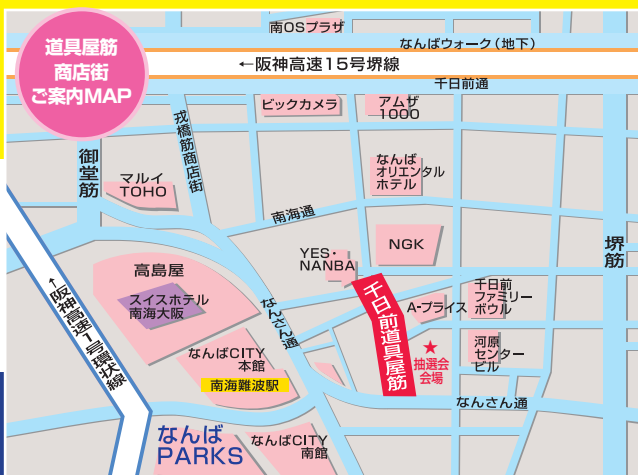 道具屋筋
商店街
ご案内MAP
南OSプラザ
なんばウォーク(地下)
←阪神高速15号堺線
千日前通
ビックカメラ
アムザ
1000
戎橋筋商店街
御堂筋
マルイ
TOHO
なんば
オリエンタル
ホテル
南海通
YES・
NANBA
NGK
堺筋
高島屋
スイスホテル
南海大阪
なんさん通
千日前道具屋筋
A-プライス
千日前
ファミリー
ボウル
←阪神高速1号環状線
なんばCITY
本館
南海難波駅
★
抽選会
会場
河原
センター
ビル
なんさん通
なんば
PARKS
なんばCITY
南館